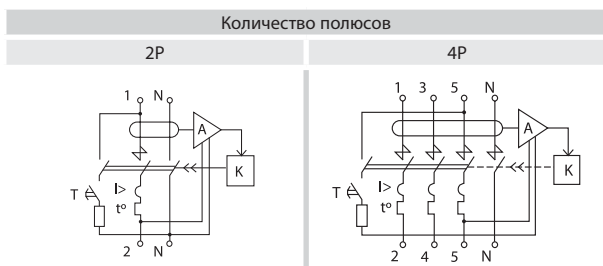 Количество полюсов
2P 4P
1 N 1 3 5 N
A A
K K
T I> T I>
t° t°
2 N 2 4 5 N